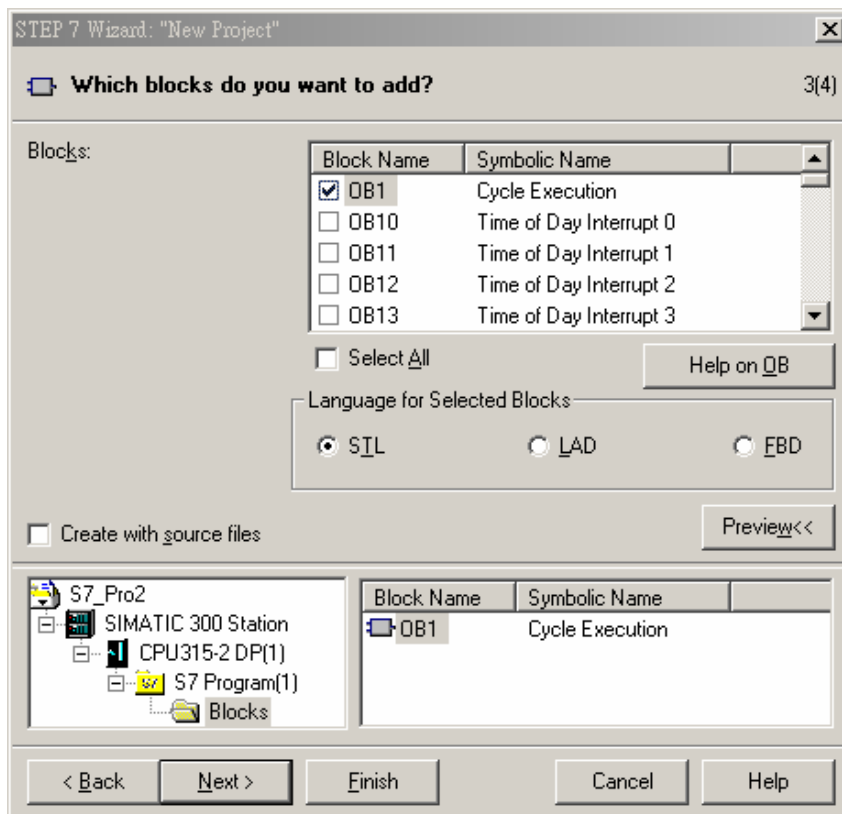 STEP 7 Wizard: "New Project"
Which blocks do you want to add?
3(4)
Blocks:
Block Name Symbolic Name
OB1 Cycle Execution
OB10 Time of Day Interrupt 0
OB11 Time of Day Interrupt 1
OB12 Time of Day Interrupt 2
OB13 Time of Day Interrupt 3
Select All
Help on OB
Language for Selected Blocks
STL LAD FBD
Create with source files
Preview<<
S7_Pro2
SIMATIC 300 Station
CPU315-2 DP(1)
S7 Program(1)
Blocks
Block Name Symbolic Name
OB1 Cycle Execution
< Back Next > Finish Cancel Help